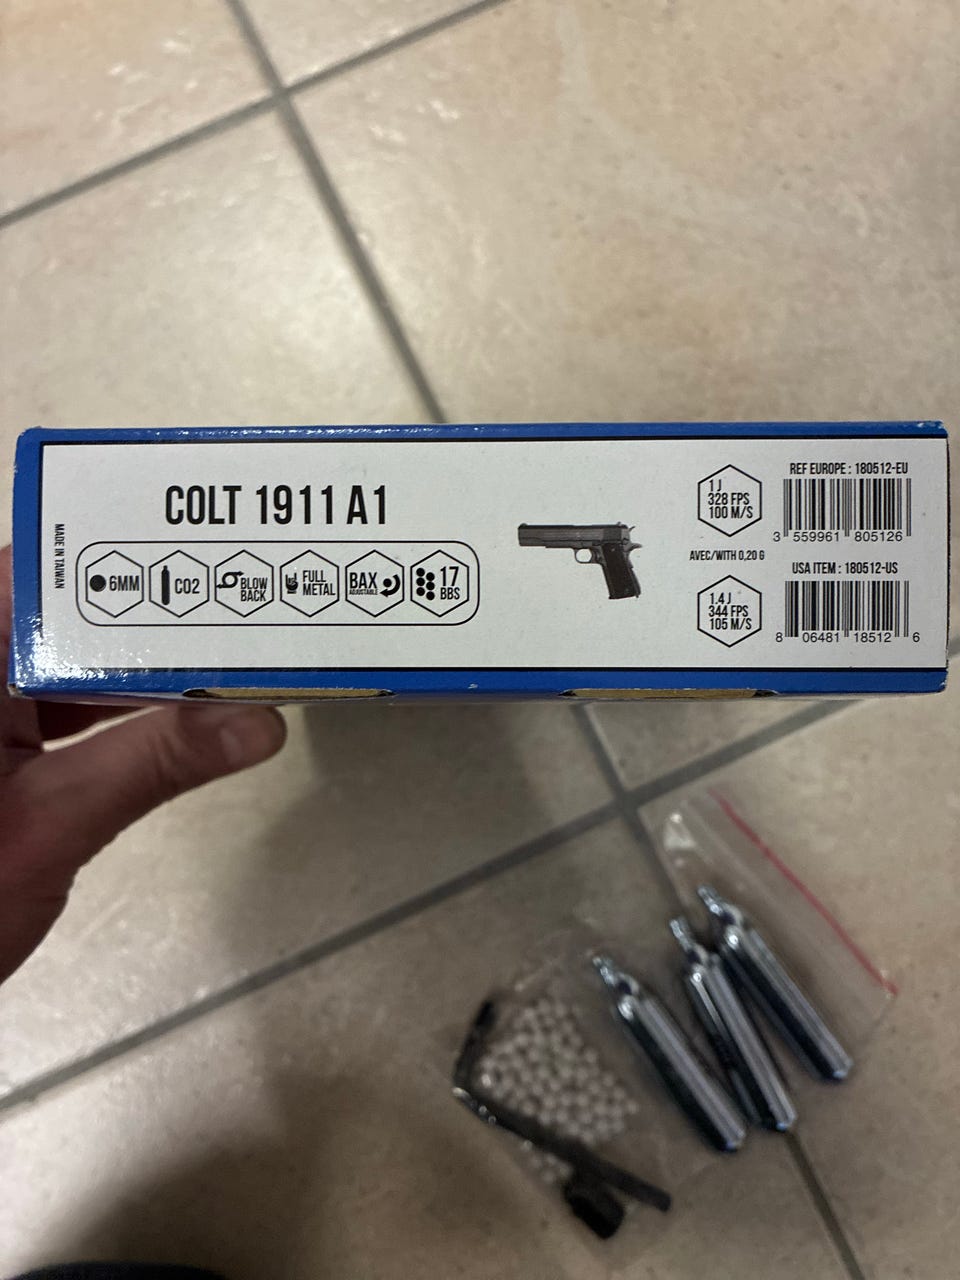 COLT 1911 A1
MADE IN TAIWAN
6MM
CO2
BLOW
BACK
FULL
METAL
BAX
ADJUSTABLE
17
BBS
1 J
328 FPS
100 M/S
AVEC/WITH 0,20 G
1.4 J
344 FPS
105 M/S
REF EUROPE : 180512-EU
3 559961 805126
USA ITEM : 180512-US
8 06481 18512 6